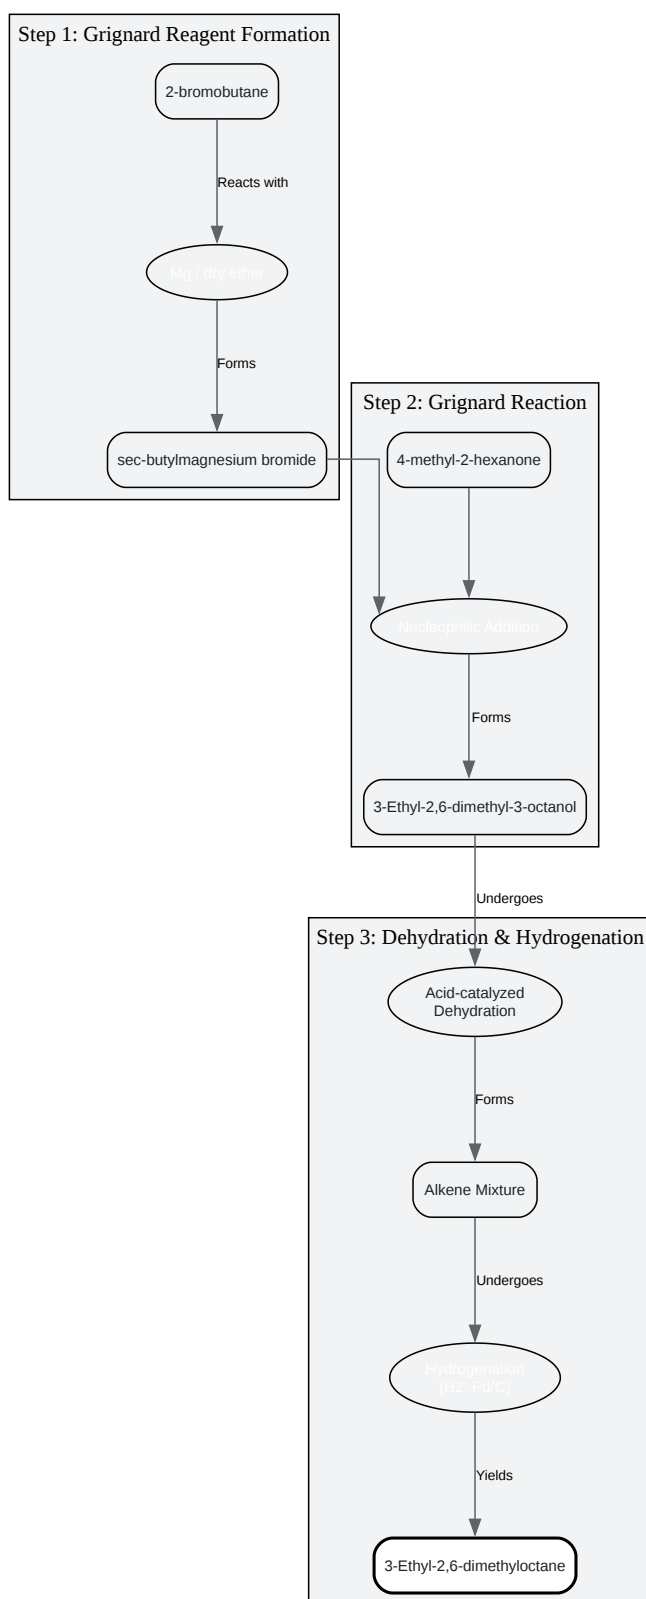 Step 1: Grignard Reagent Formation
2-bromobutane
Reacts with
Mg / dry ether
Forms
sec-butylmagnesium bromide
Step 2: Grignard Reaction
4-methyl-2-hexanone
Nucleophilic Addition
Forms
3-Ethyl-2,6-dimethyl-3-octanol
Undergoes
Step 3: Dehydration & Hydrogenation
Acid-catalyzed
Dehydration
Forms
Alkene Mixture
Undergoes
Hydrogenation
(H2, Pd/C)
Yields
3-Ethyl-2,6-dimethyloctane